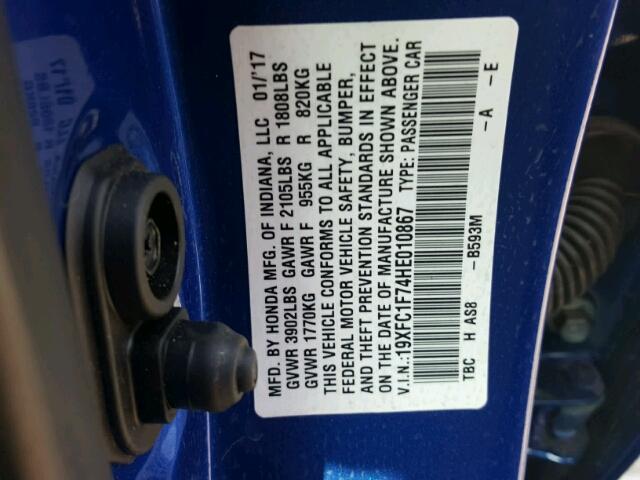 MFD. BY HONDA MFG. OF INDIANA, LLC 01/'17
GVWR 3902LBS GAWR F 2105LBS R 1808LBS
GVWR 1770KG GAWR F 955KG R 820KG
THIS VEHICLE CONFORMS TO ALL APPLICABLE
FEDERAL MOTOR VEHICLE SAFETY, BUMPER,
AND THEFT PREVENTION STANDARDS IN EFFECT
ON THE DATE OF MANUFACTURE SHOWN ABOVE.
V.I.N.:19XFC1F74HE010867 TYPE: PASSENGER CAR
TBC H AS8 -B593M -A -E